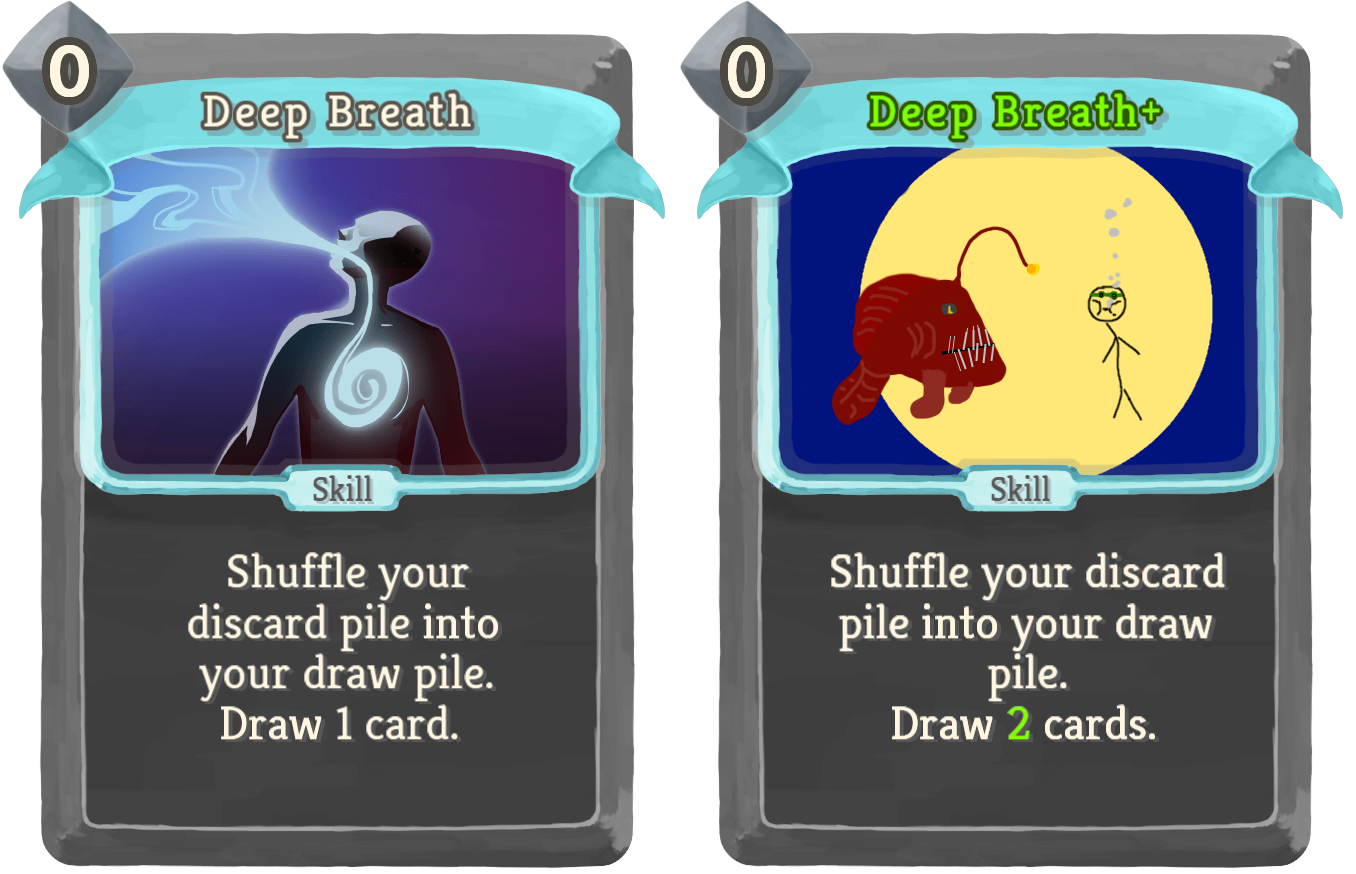 0
Deep Breath
Skill
Shuffle your
discard pile into
your draw pile.
Draw 1 card.
0
Deep Breath+
Skill
Shuffle your discard
pile into your draw
pile.
Draw 2 cards.